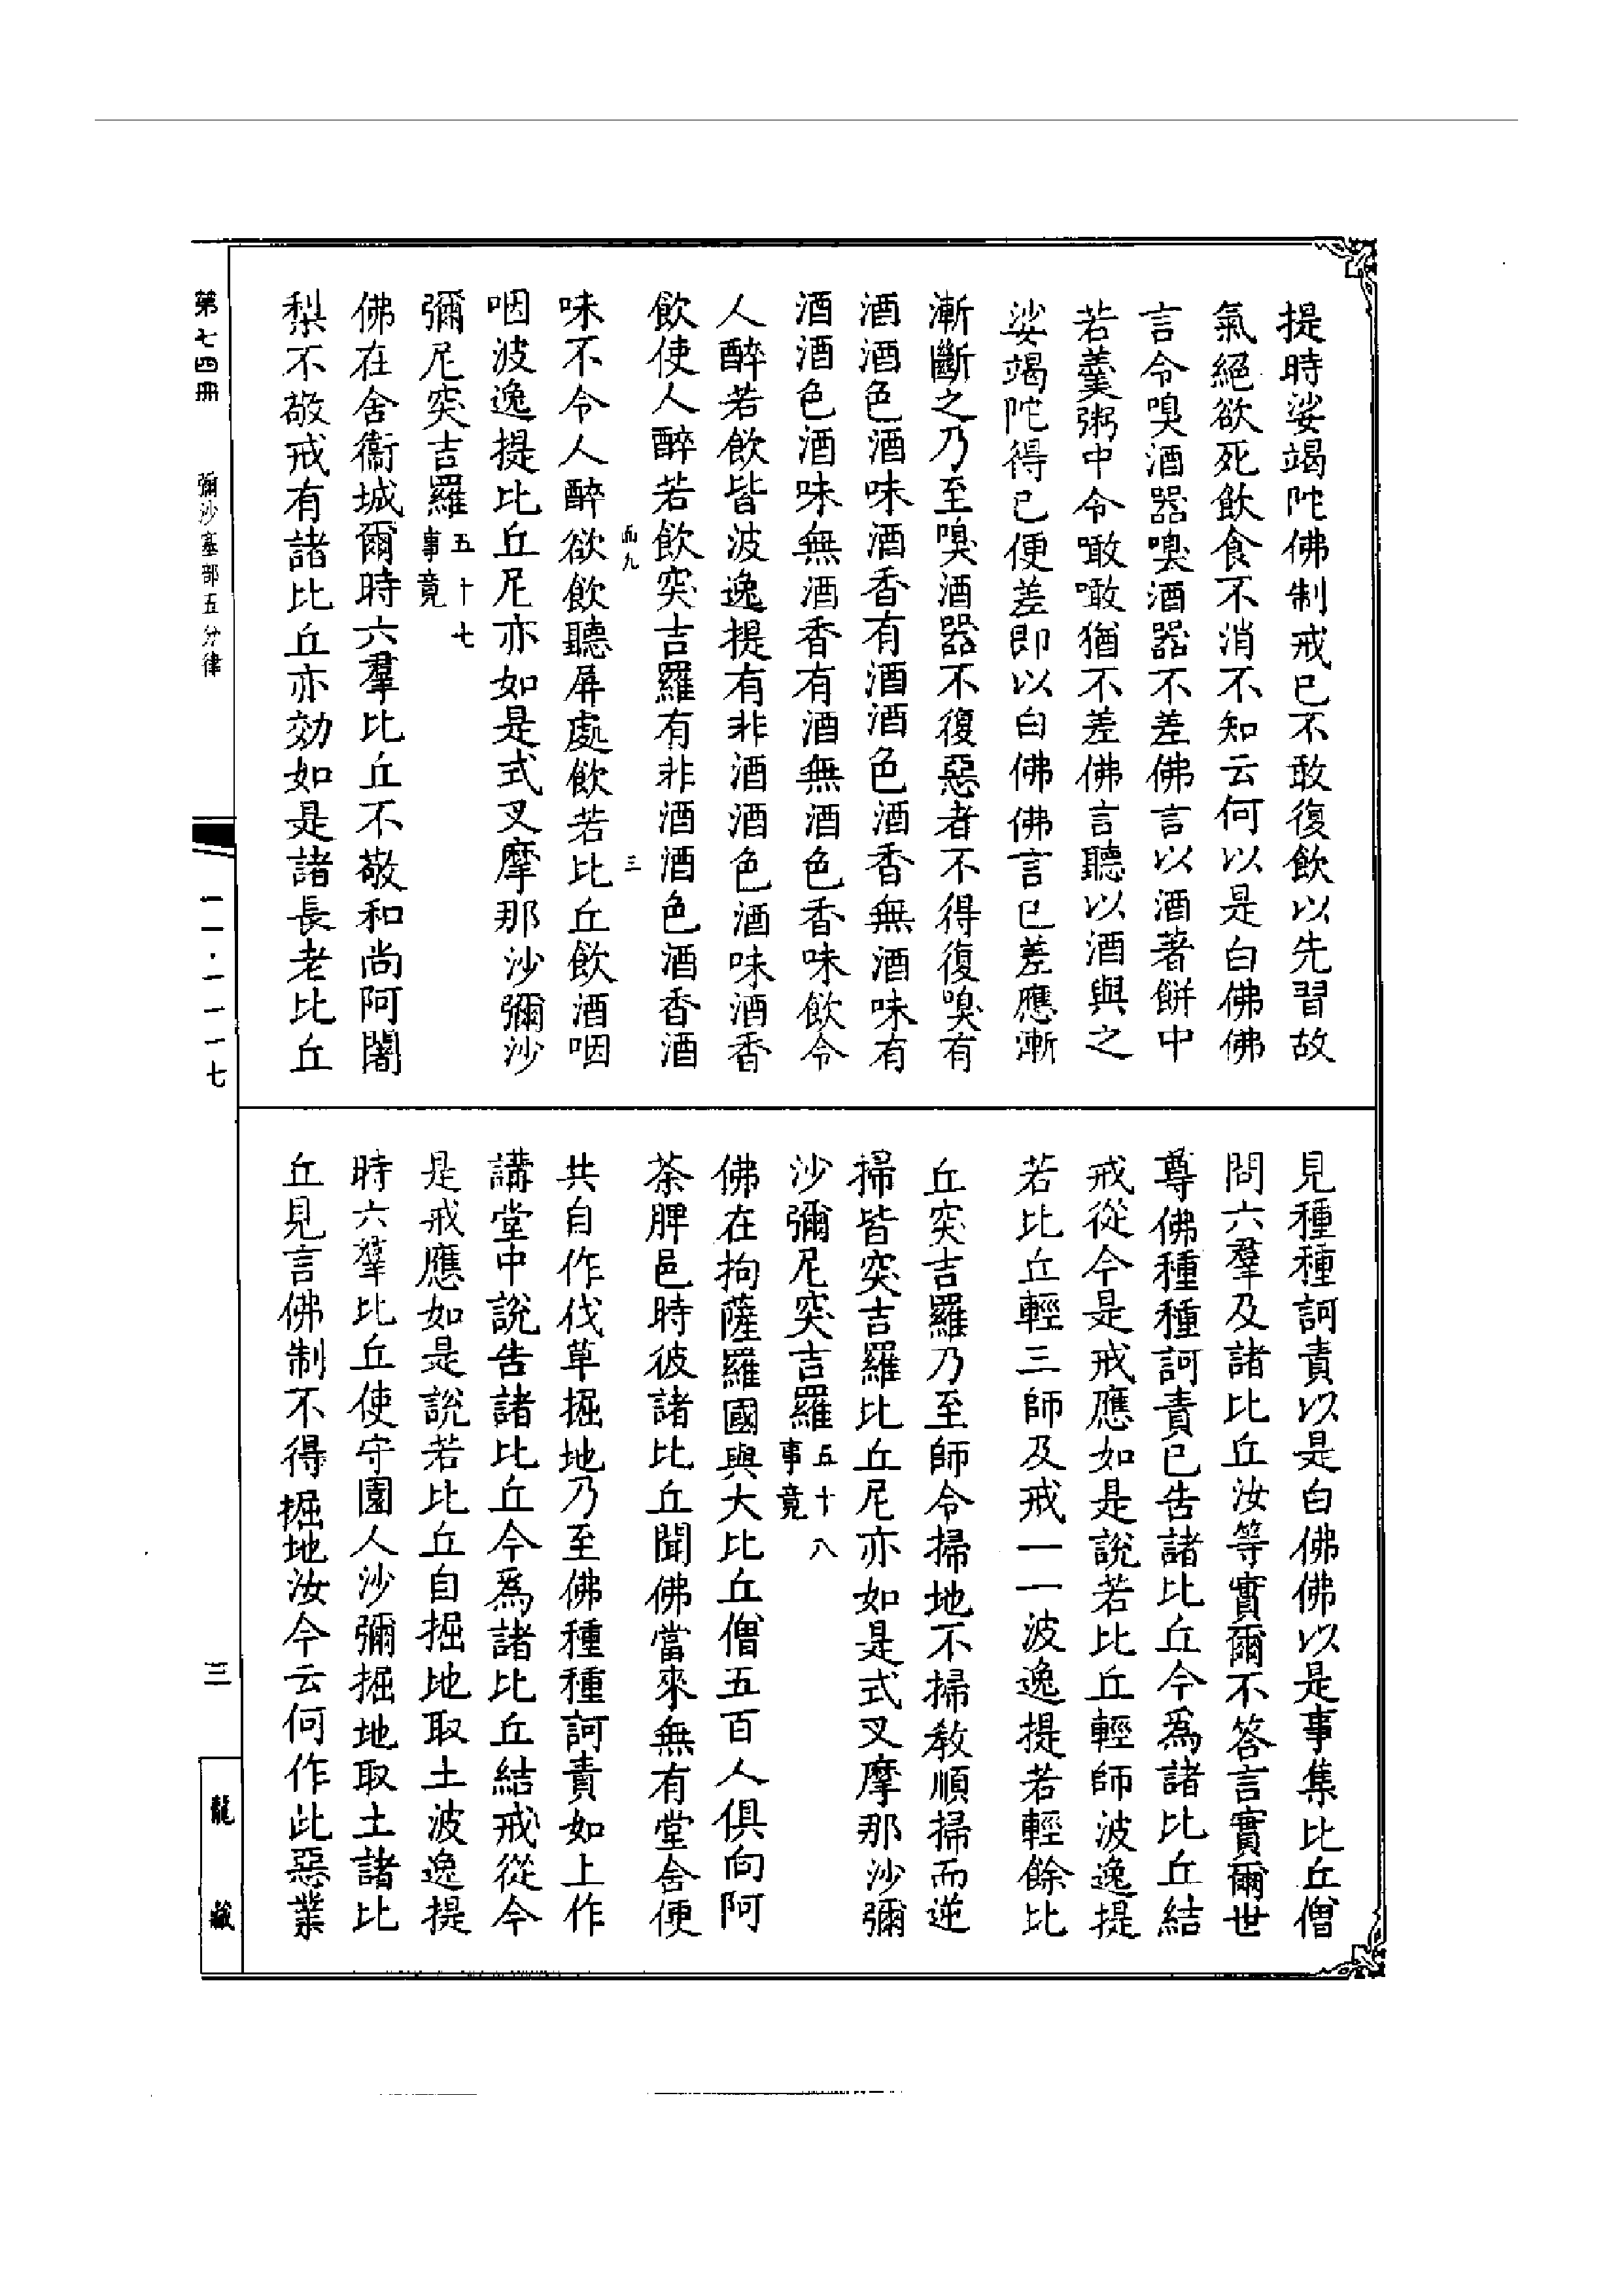 提時娑竭陀佛制戒已不敢復飲以先習故
氣絕欲死飲食不消不知云何以是白佛佛
言令嗅酒器嗅酒器不差佛言以酒著餅中
若羹粥中令噉噉猶不差佛言聽以酒與之
娑竭陀得已便差即以白佛佛言已差應漸
漸斷之乃至嗅酒器不復惡者不得復嗅有
酒酒色酒味酒香有酒酒色酒香無酒味有
酒酒色酒味無酒香有酒無酒色香味飲令
人醉若飲皆波逸提有非酒酒色酒味酒香
飲使人醉若飲突吉羅有非酒酒色酒香酒
味不令人醉欲飲聽屏處飲若比丘飲酒咽
咽波逸提比丘尼亦如是式叉摩那沙彌沙
彌尼突吉羅五十七事竟
佛在舍衞城爾時六羣比丘不敬和尚阿闍
梨不敬戒有諸比丘亦効如是諸長老比丘
見種種訶責以是白佛佛以是事集比丘僧
問六羣及諸比丘汝等實爾不答言實爾世
尊佛種種訶責已告諸比丘今爲諸比丘結
戒從今是戒應如是說若比丘輕師波逸提
若比丘輕三師及戒一一波逸提若輕餘比
丘突吉羅乃至師令掃地不掃教順掃而逆
掃皆突吉羅比丘尼亦如是式叉摩那沙彌
沙彌尼突吉羅五十八事竟
佛在拘薩羅國與大比丘僧五百人俱向阿
荼脾邑時彼諸比丘聞佛當來無有堂舍便
共自作伐草掘地乃至佛種種訶責如上作
講堂中說告諸比丘今爲諸比丘結戒從今
是戒應如是說若比丘自掘地取土波逸提
時六羣比丘使守園人沙彌掘地取土諸比
丘見言佛制不得掘地汝今云何作此惡業
第七四冊
彌沙塞部五分律
一一·一一一七
三
龍藏